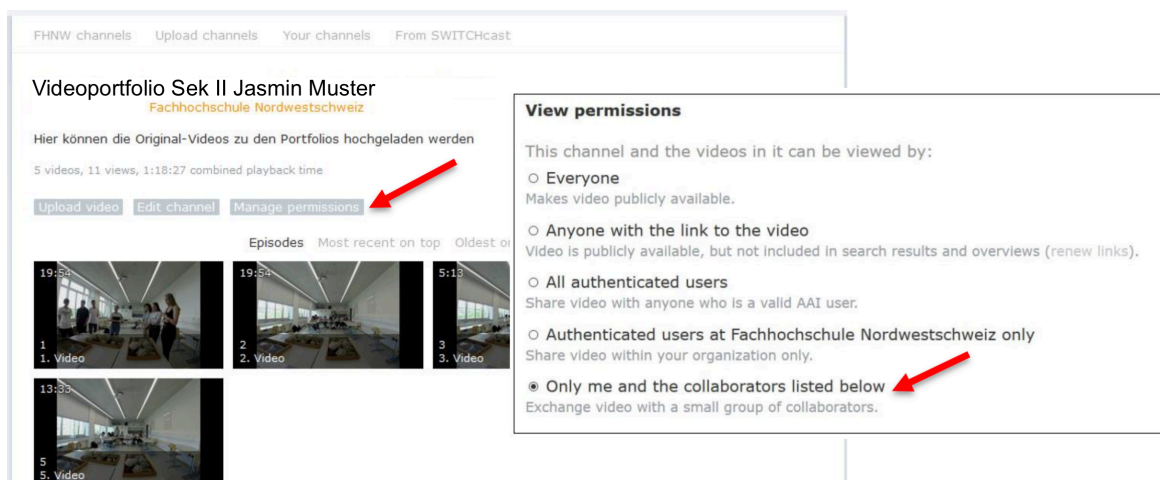 FHNW channels Upload channels Your channels From SWITCHcast
Videoportfolio Sek II Jasmin Muster
Fachhochschule Nordwestschweiz
Hier können die Original-Videos zu den Portfolios hochgeladen werden
5 videos, 11 views, 1:18:27 combined playback time
Upload video Edit channel Manage permissions
Episodes Most recent on top Oldest
19:54
1
1. Video
19:54
2
2. Video
5:13
3
3. Video
13:33
5
5. Video
View permissions
This channel and the videos in it can be viewed by:
Everyone
Makes video publicly available.
Anyone with the link to the video
Video is publicly available, but not included in search results and overviews (renew links).
All authenticated users
Share video with anyone who is a valid AAI user.
Authenticated users at Fachhochschule Nordwestschweiz only
Share video within your organization only.
Only me and the collaborators listed below
Exchange video with a small group of collaborators.